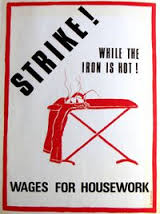 STRIKE!
WHILE THE
IRON IS HOT!
WAGES FOR HOUSEWORK